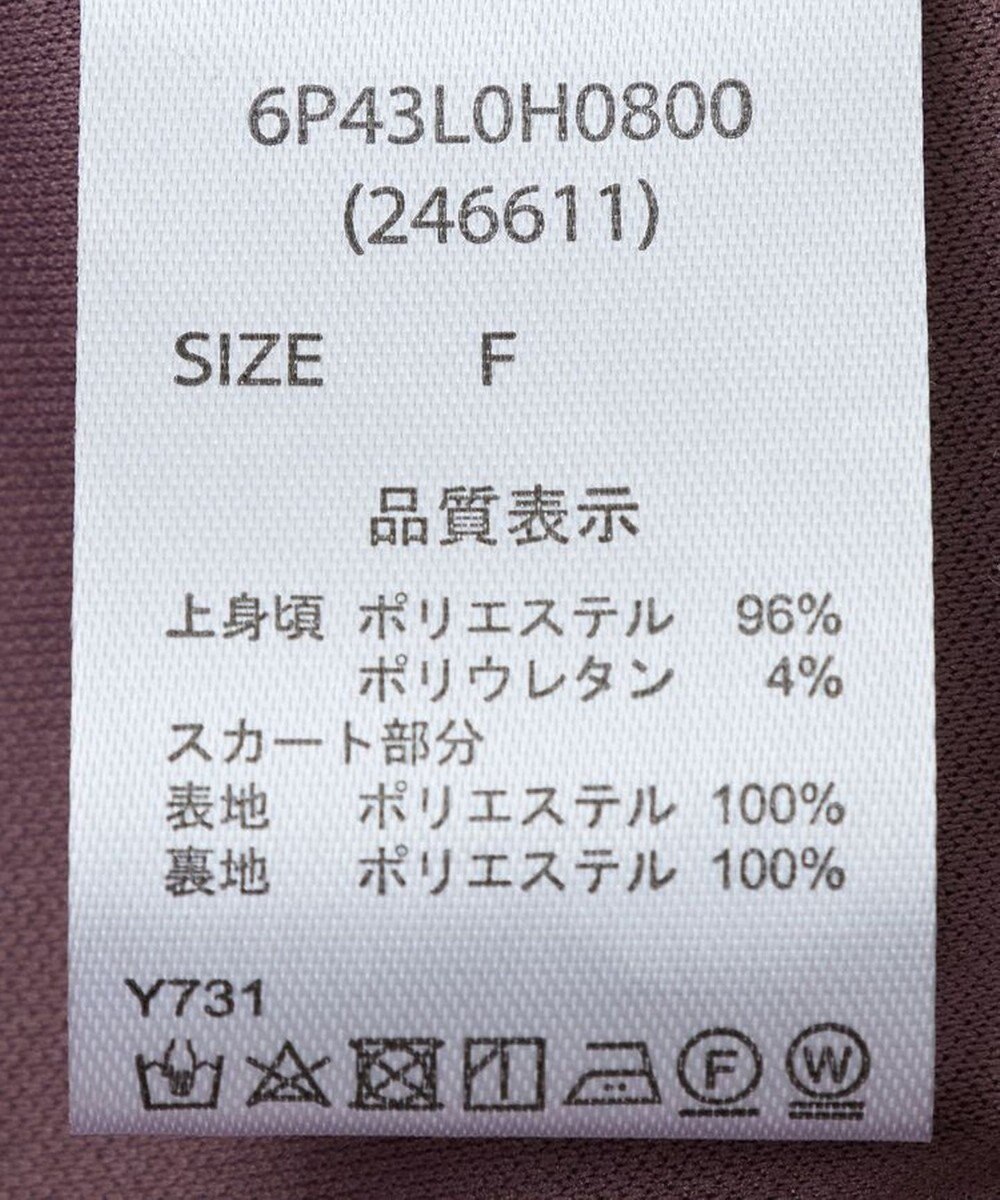 6P43L0H0800
(246611)
SIZE F
品質表示
上身頃 ポリエステル 96%
ポリウレタン 4%
スカート部分
表地 ポリエステル 100%
裏地 ポリエステル 100%
Y731
F W